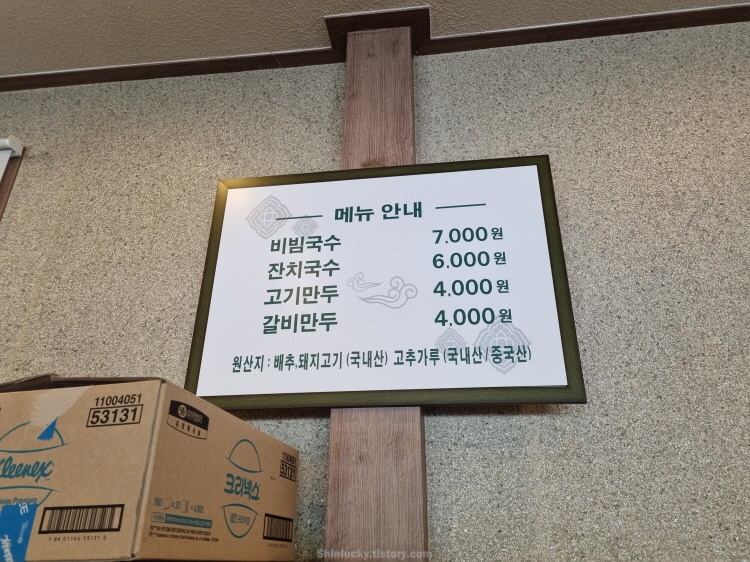 메뉴 안내
비빔국수 7,000원
잔치국수 6,000원
고기만두 4,000원
갈비만두 4,000원
원산지 : 배추,돼지고기 (국내산) 고추가루 (국내산/중국산)
11004051
53131
Kleenex
크리넥스
11004051
53131
Shinlucky.tistory.com